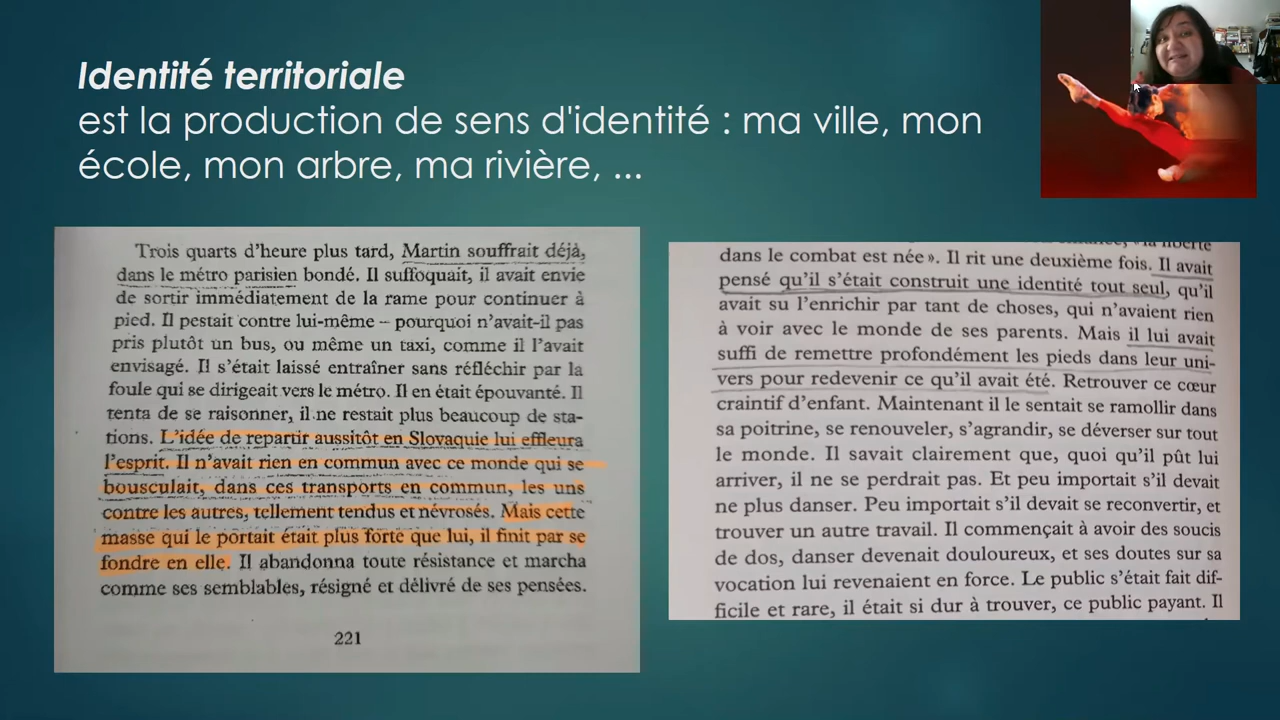 Identité territoriale
est la production de sens d'identité : ma ville, mon
école, mon arbre, ma rivière, ...
Trois quarts d'heure plus tard, Martin souffrait déjà,
dans le métro parisien bondé. Il suffoquait, il avait envie
de sortir immédiatement de la rame pour continuer à
pied. Il pestait contre lui-même – pourquoi n'avait-il pas
pris plutôt un bus, ou même un taxi, comme il l'avait
envisagé. Il s'était laissé entraîner sans réfléchir par la
foule qui se dirigeait vers le métro. Il en était épouvanté. Il
tenta de se raisonner, il ne restait plus beaucoup de sta-
tions. L'idée de repartir aussitôt en Slovaquie lui effleura
l'esprit. Il n'avait rien en commun avec ce monde qui se
bousculait, dans ces transports en commun, les uns
contre les autres, tellement tendus et névrosés. Mais cette
masse qui le portait était plus forte que lui, il finit par se
fondre en elle. Il abandonna toute résistance et marcha
comme ses semblables, résigné et délivré de ses pensées.
221
«la liberté
dans le combat est née». Il rit une deuxième fois. Il avait
pensé qu'il s'était construit une identité tout seul, qu'il
avait su l'enrichir par tant de choses, qui n'avaient rien
à voir avec le monde de ses parents. Mais il lui avait
suffi de remettre profondément les pieds dans leur uni-
vers pour redevenir ce qu'il avait été. Retrouver ce cœur
craintif d'enfant. Maintenant il le sentait se ramollir dans
sa poitrine, se renouveler, s'agrandir, se déverser sur tout
le monde. Il savait clairement que, quoi qu'il pût lui
arriver, il ne se perdrait pas. Et peu importait s'il devait
ne plus danser. Peu importait s'il devait se reconvertir, et
trouver un autre travail. Il commençait à avoir des soucis
de dos, danser devenait douloureux, et ses doutes sur sa
vocation lui revenaient en force. Le public s'était fait dif-
ficile et rare, il était si dur à trouver, ce public payant. Il